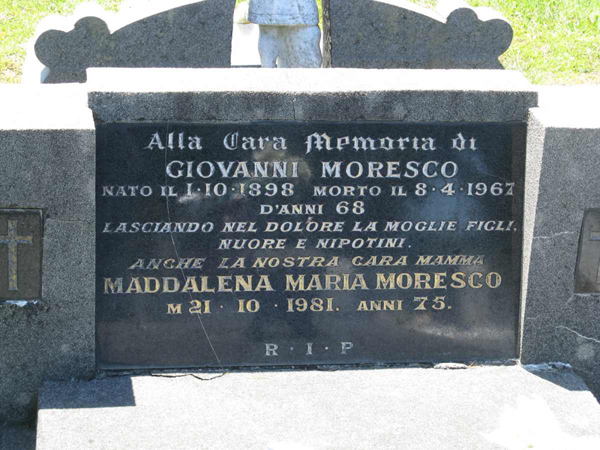 Alla Cara Memoria di
GIOVANNI MORESCO
NATO IL 1·10·1898 MORTO IL 8·4·1967
D'ANNI 68
LASCIANDO NEL DOLORE LA MOGLIE FIGLI,
NUORE E NIPOTINI.
ANCHE LA NOSTRA CARA MAMMA
MADDALENA MARIA MORESCO
M 21·10·1981. ANNI 75.
R·I·P